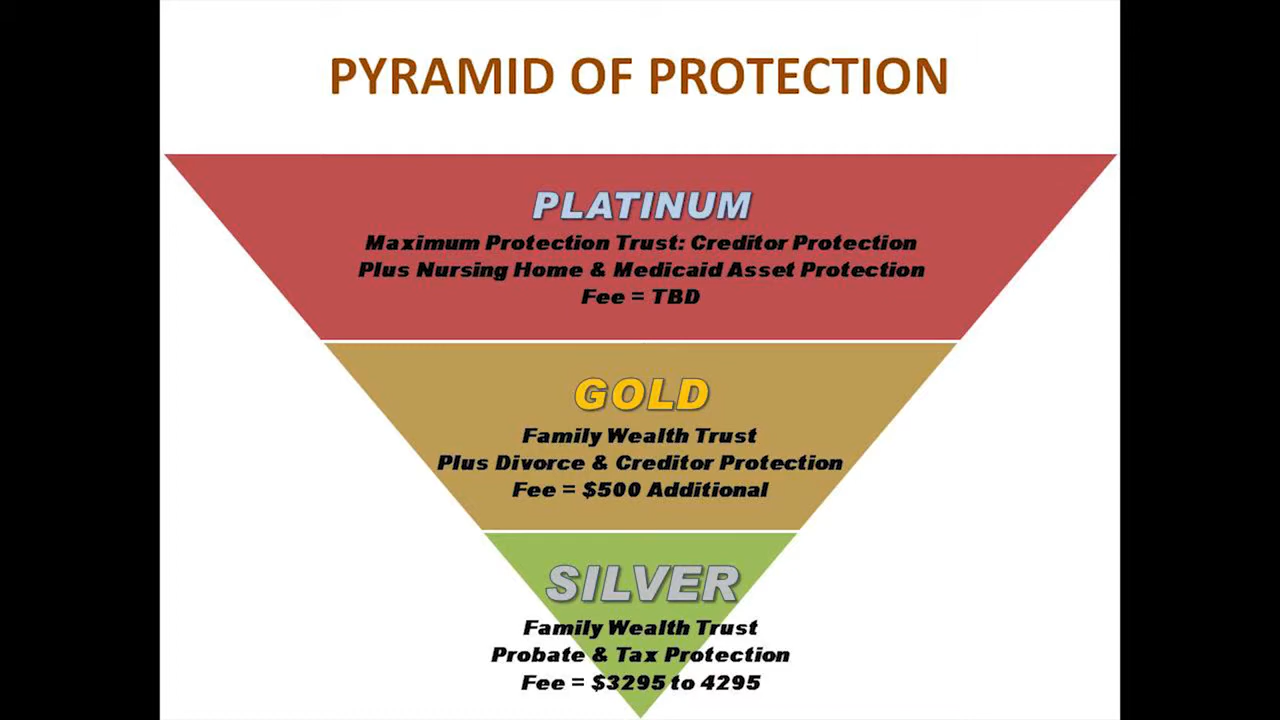 PYRAMID OF PROTECTION
PLATINUM
Maximum Protection Trust: Creditor Protection
Plus Nursing Home & Medicaid Asset Protection
Fee = TBD
GOLD
Family Wealth Trust
Plus Divorce & Creditor Protection
Fee = $500 Additional
SILVER
Family Wealth Trust
Probate & Tax Protection
Fee = $3295 to 4295